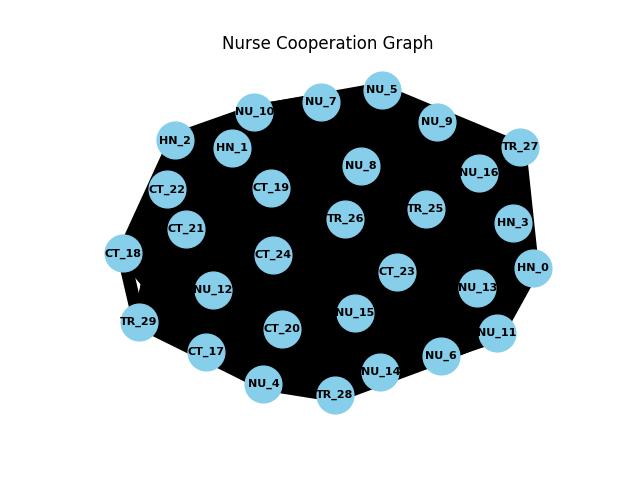 Nurse Cooperation Graph
NU_5
NU_7
NU_10
NU_9
HN_2
HN_1
TR_27
NU_8
NU_16
CT_22
CT_19
TR_25
TR_26
HN_3
CT_21
CT_18
CT_24
HN_0
CT_23
NU_12
NU_13
NU_15
TR_29
CT_20
NU_11
CT_17
NU_6
NU_14
NU_4
TR_28